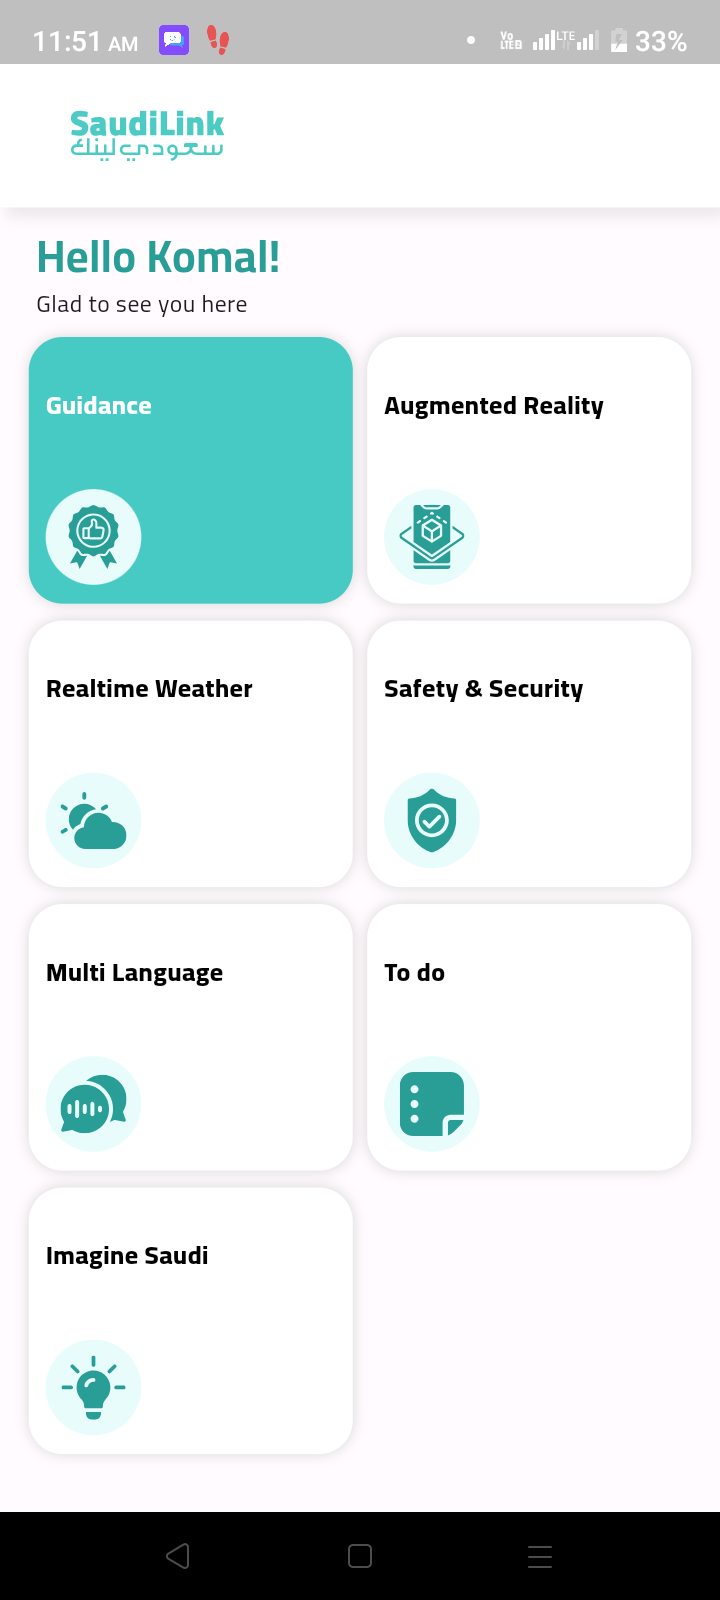 11:51 AM
Vo LTE D LTE 33%
SaudiLink
سعودي لينك
Hello Komal!
Glad to see you here
Guidance
Augmented Reality
Realtime Weather
Safety & Security
Multi Language
To do
Imagine Saudi